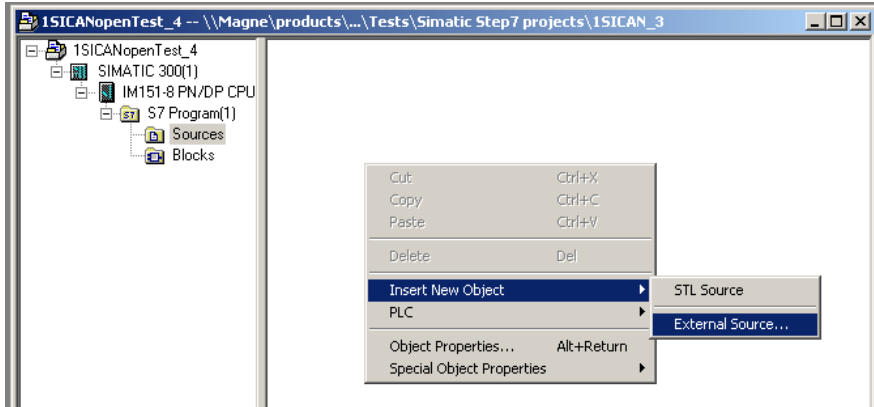 1SICANopenTest_4 -- \\Magne\products\...\Tests\Simatic Step7 projects\1SICAN_3
1SICANopenTest_4
SIMATIC 300(1)
IM151-8 PN/DP CPU
S7 Program(1)
Sources
Blocks
Cut Ctrl+X
Copy Ctrl+C
Paste Ctrl+V
Delete Del
Insert New Object
PLC
Object Properties... Alt+Return
Special Object Properties
STL Source
External Source...